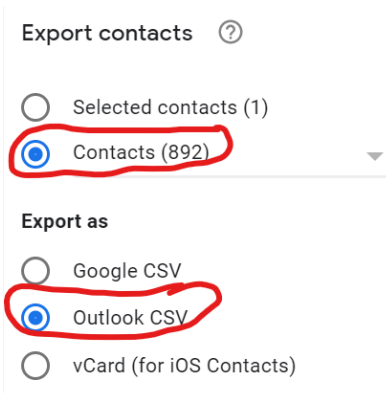 Export contacts
Selected contacts (1)
Contacts (892)
Export as
Google CSV
Outlook CSV
vCard (for iOS Contacts)